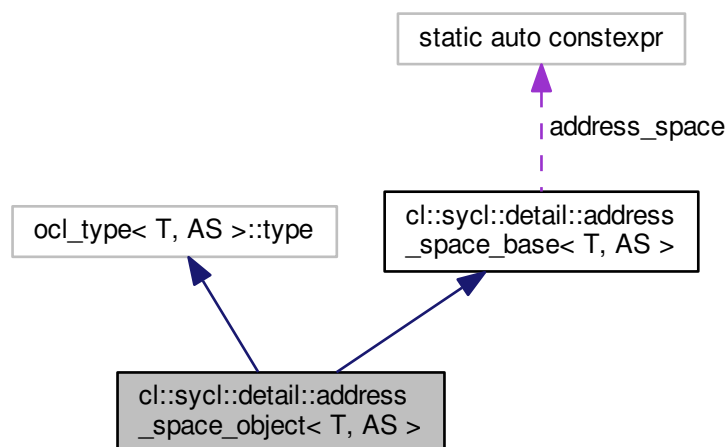 static auto constexpr
address_space
ocl_type< T, AS >::type
cl::sycl::detail::address
_space_base< T, AS >
cl::sycl::detail::address
_space_object< T, AS >